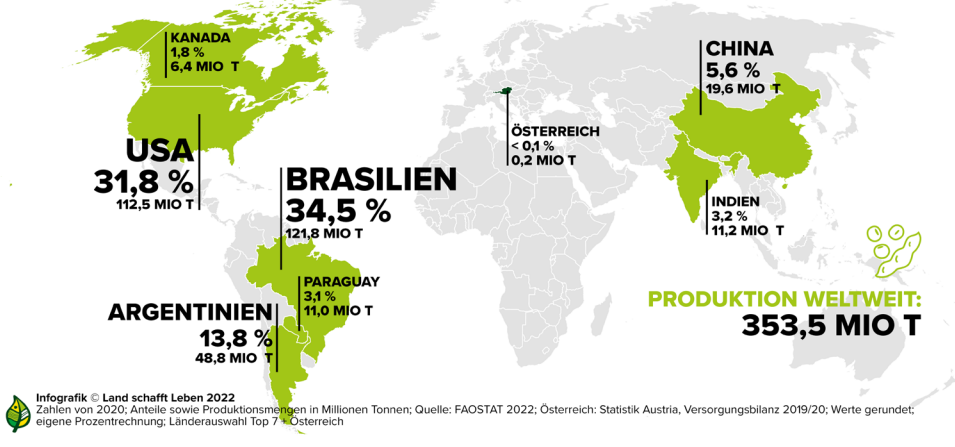 KANADA
1,8 %
6,4 MIO T
CHINA
5,6 %
19,6 MIO T
ÖSTERREICH
< 0,1 %
0,2 MIO T
USA
31,8 %
112,5 MIO T
BRASILIEN
34,5 %
121,8 MIO T
INDIEN
3,2 %
11,2 MIO T
PARAGUAY
3,1 %
11,0 MIO T
ARGENTINIEN
13,8 %
48,8 MIO T
PRODUKTION WELTWEIT:
353,5 MIO T
Infografik © Land schafft Leben 2022
Zahlen von 2020; Anteile sowie Produktionsmengen in Millionen Tonnen; Quelle: FAOSTAT 2022; Österreich: Statistik Austria, Versorgungsbilanz 2019/20; Werte gerundet;
eigene Prozentrechnung; Länderauswahl Top 7 + Österreich